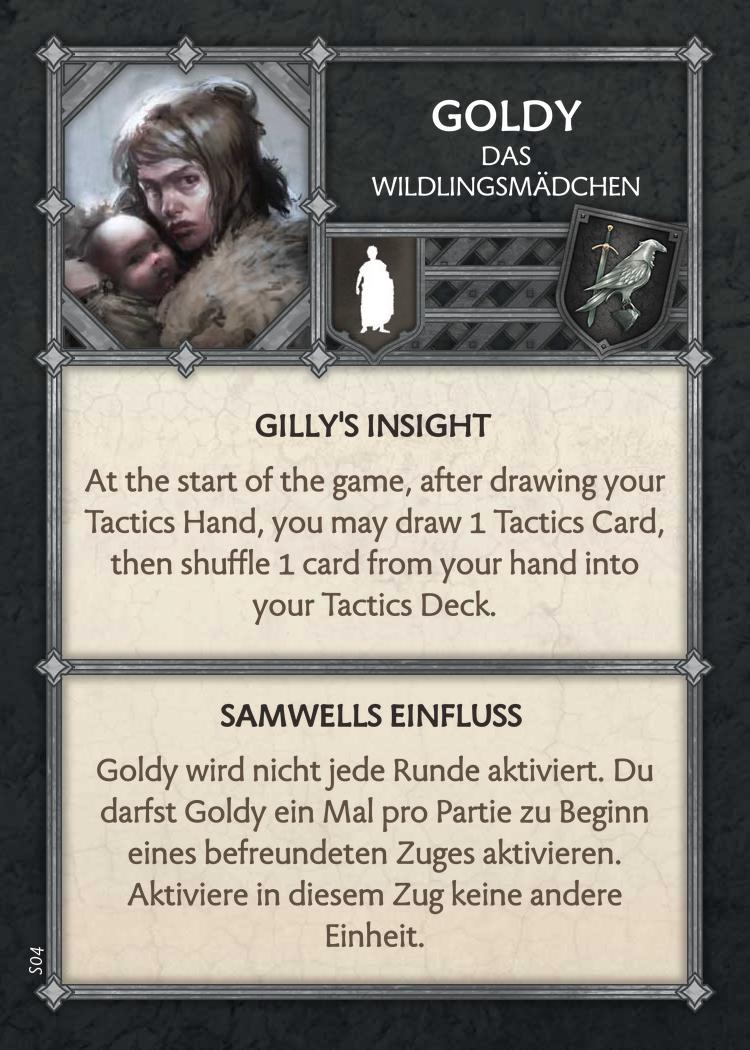 GOLDY
DAS
WILDLINGSMÄDCHEN
GILLY'S INSIGHT
At the start of the game, after drawing your
Tactics Hand, you may draw 1 Tactics Card,
then shuffle 1 card from your hand into
your Tactics Deck.
SAMWELLS EINFLUSS
Goldy wird nicht jede Runde aktiviert. Du
darfst Goldy ein Mal pro Partie zu Beginn
eines befreundeten Zuges aktivieren.
Aktiviere in diesem Zug keine andere
Einheit.
S04